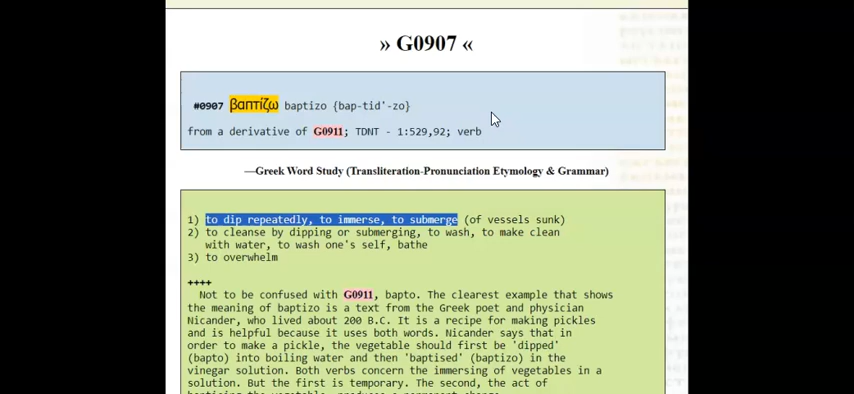 » G0907 «
#0907 βαπτίζω baptizo {bap-tid'-zo}
from a derivative of G0911; TDNT - 1:529,92; verb
—Greek Word Study (Transliteration-Pronunciation Etymology & Grammar)
1) to dip repeatedly, to immerse, to submerge (of vessels sunk)
2) to cleanse by dipping or submerging, to wash, to make clean
with water, to wash one's self, bathe
3) to overwhelm
++++
Not to be confused with G0911, bapto. The clearest example that shows
the meaning of baptizo is a text from the Greek poet and physician
Nicander, who lived about 200 B.C. It is a recipe for making pickles
and is helpful because it uses both words. Nicander says that in
order to make a pickle, the vegetable should first be 'dipped'
(bapto) into boiling water and then 'baptised' (baptizo) in the
vinegar solution. Both verbs concern the immersing of vegetables in a
solution. But the first is temporary. The second, the act of